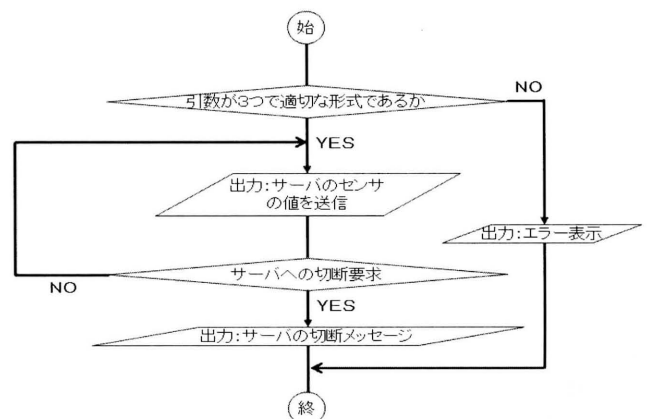 始
引数が3つで適切な形式であるか
NO
YES
出力:サーバのセンサ
の値を送信
出力:エラー表示
サーバへの切断要求
NO
YES
出力:サーバの切断メッセージ
終